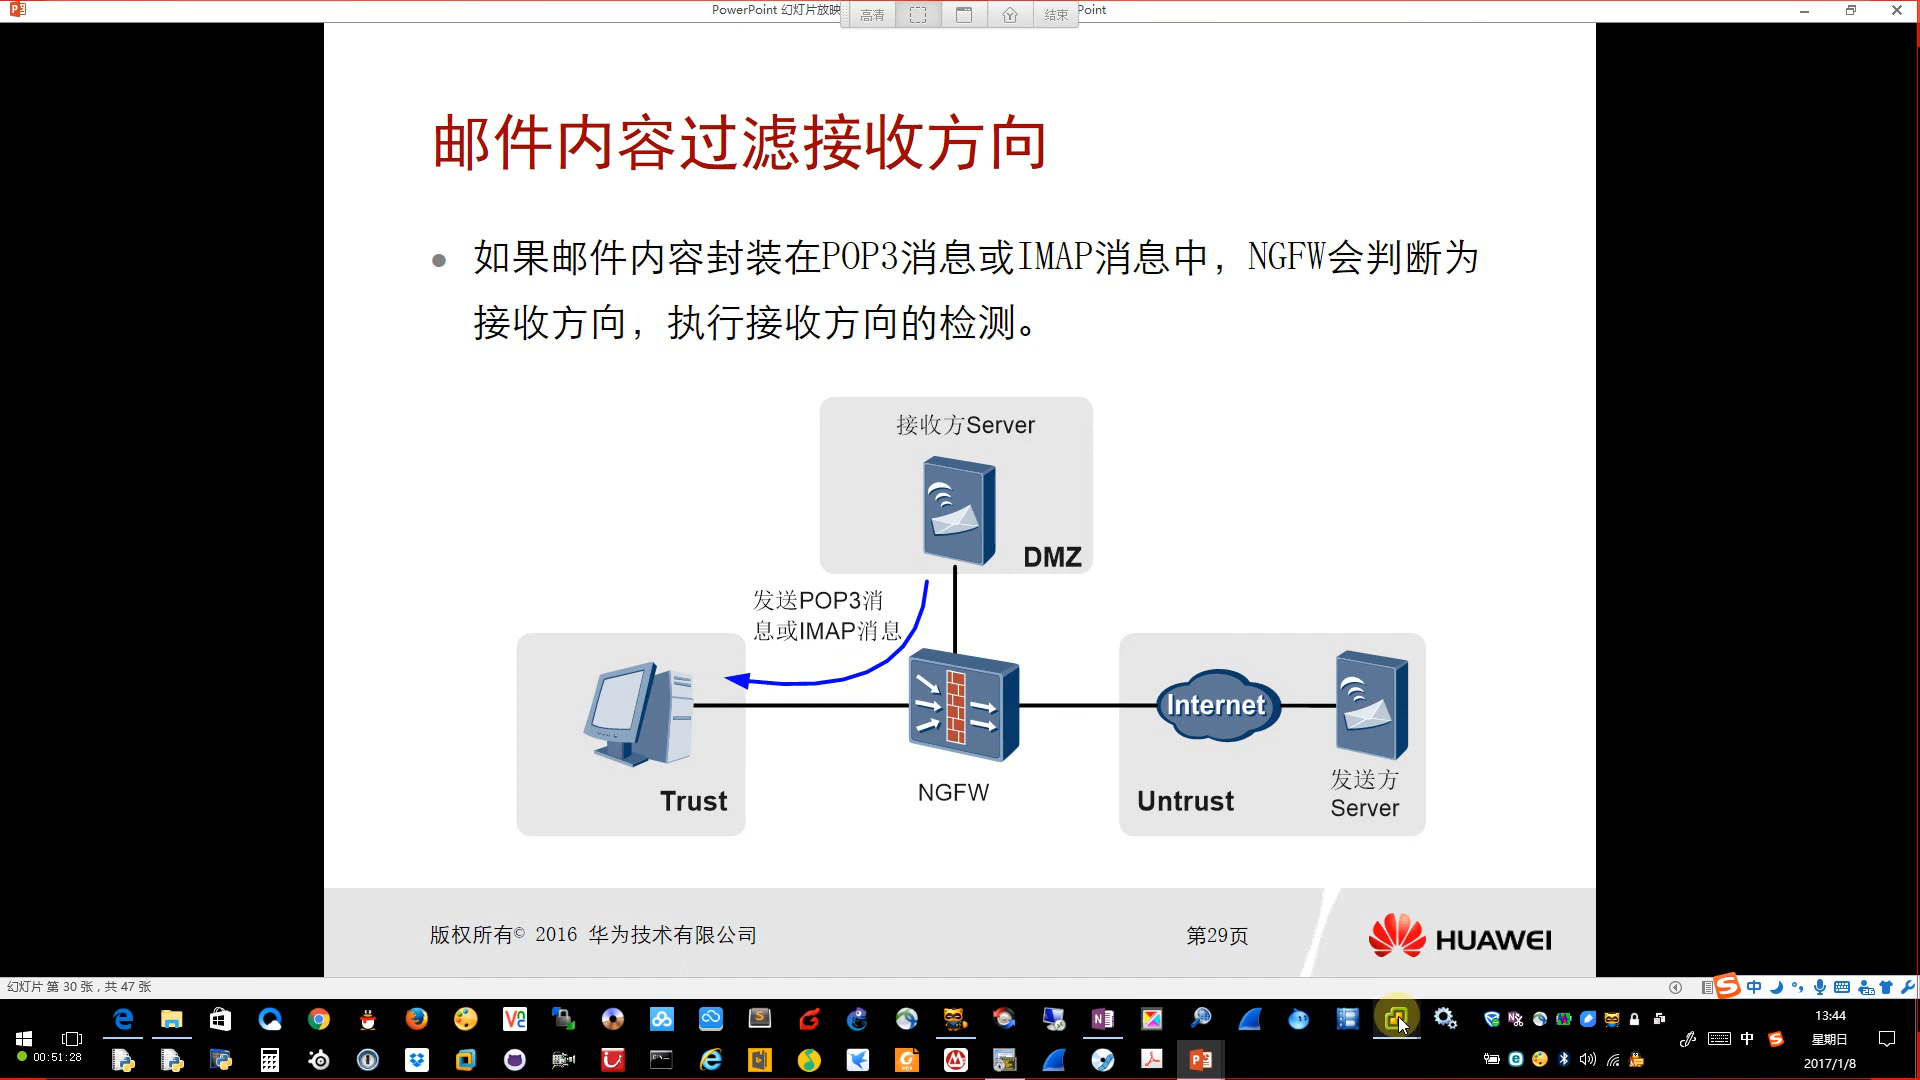 PowerPoint 幻灯片放映
高清
结束
Point
邮件内容过滤接收方向
如果邮件内容封装在POP3消息或IMAP消息中，NGFW会判断为
接收方向，执行接收方向的检测。
接收方Server
DMZ
发送POP3消
息或IMAP消息
Internet
Trust
NGFW
Untrust
发送方
Server
版权所有© 2016 华为技术有限公司
第29页
HUAWEI
幻灯片 第 30 张，共 47 张
中
13:44
星期日
2017/1/8
00:51:28
中